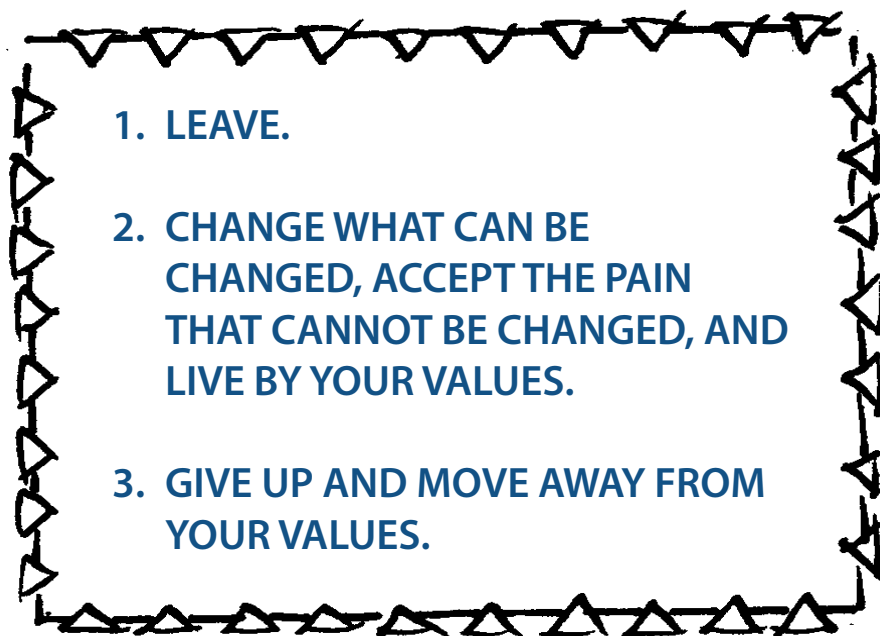 1. LEAVE.
2. CHANGE WHAT CAN BE
CHANGED, ACCEPT THE PAIN
THAT CANNOT BE CHANGED, AND
LIVE BY YOUR VALUES.
3. GIVE UP AND MOVE AWAY FROM
YOUR VALUES.